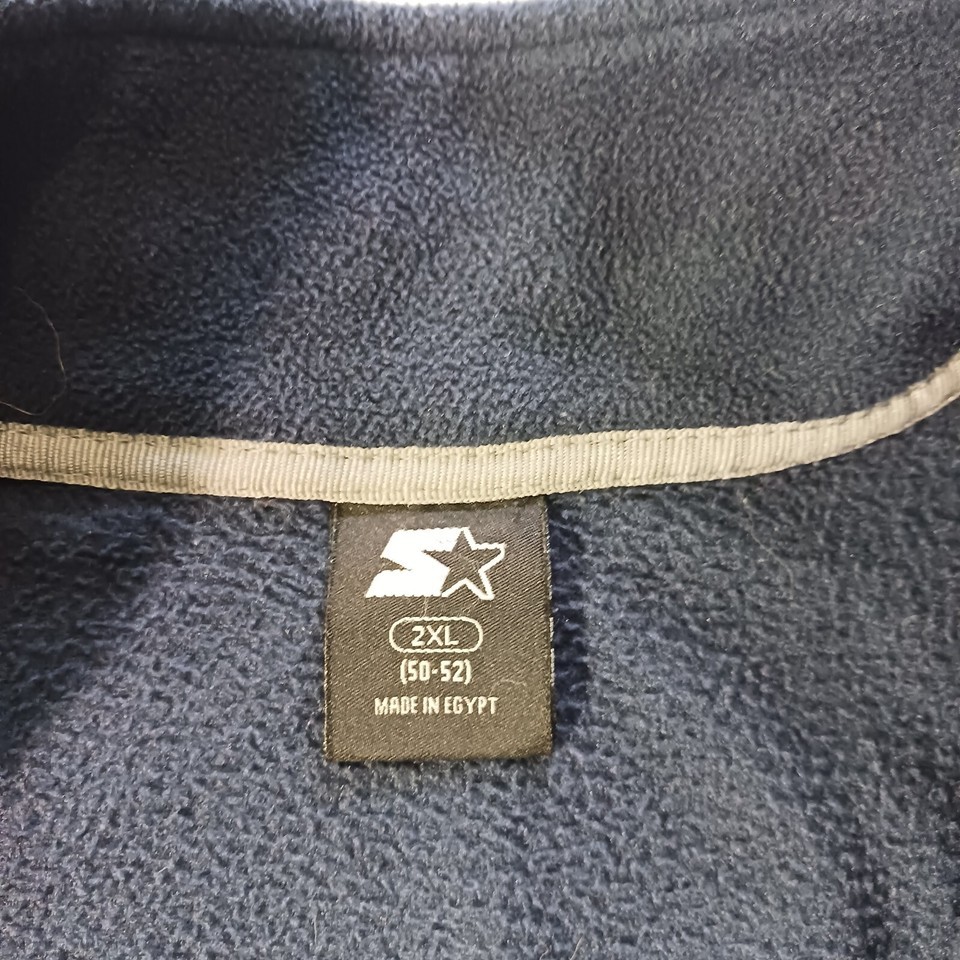 S
2XL
(50-52)
MADE IN EGYPT